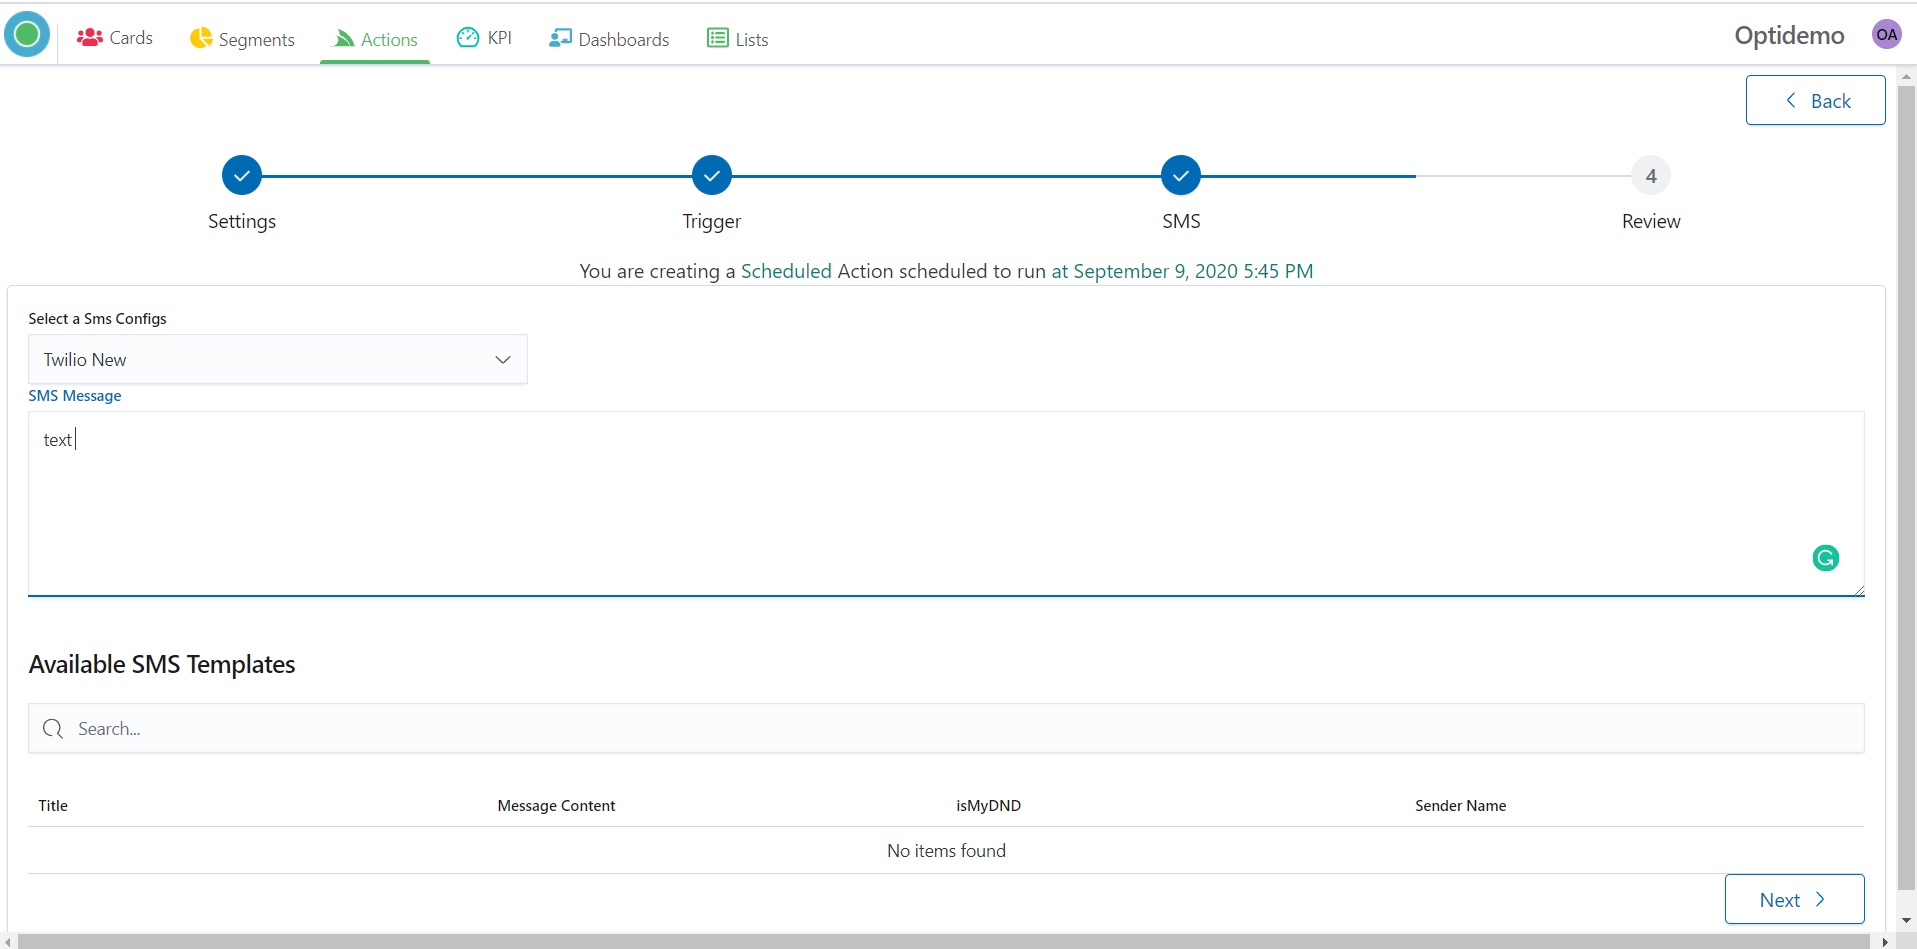 Cards Segments Actions KPI Dashboards Lists Optidemo OA
Back
4
Settings Trigger SMS Review
You are creating a Scheduled Action scheduled to run at September 9, 2020 5:45 PM
Select a Sms Configs
Twilio New
SMS Message
text
Available SMS Templates
Search...
Title Message Content isMyDND Sender Name
No items found
Next